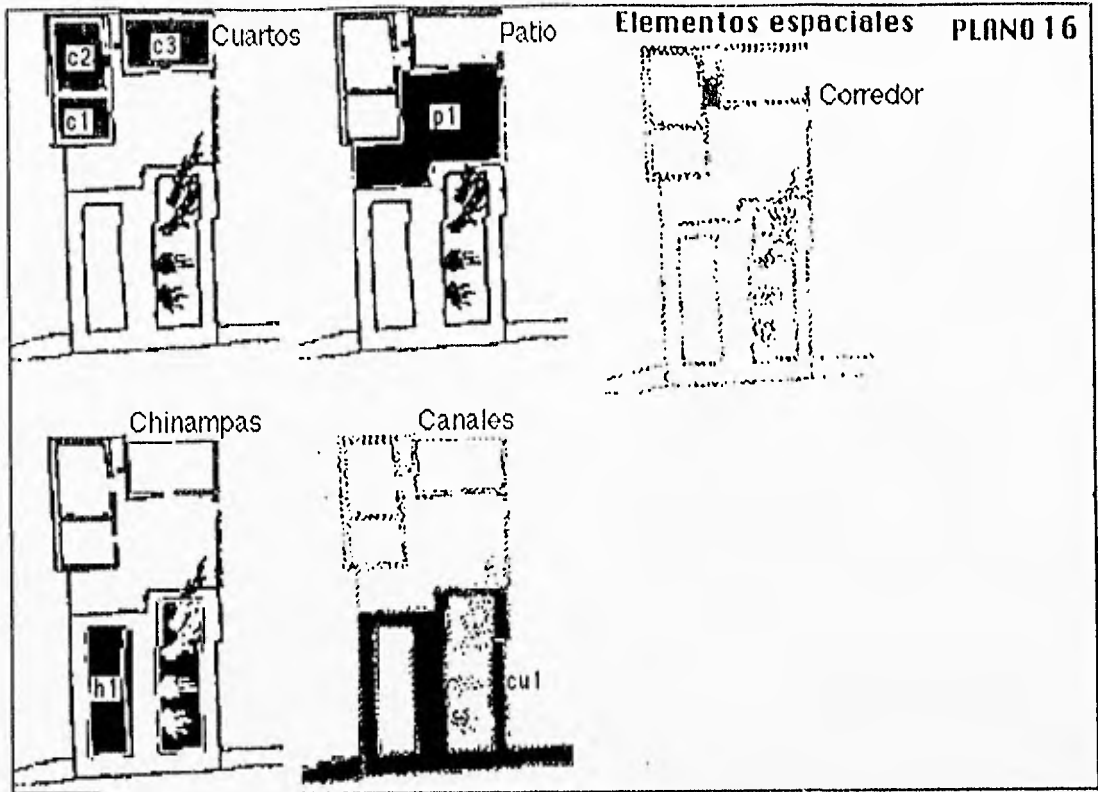 Elementos espaciales PLANO 16
Cuartos
c2
c3
c1
Patio
p1
Corredor
Chinampas
h1
Canales
cu1